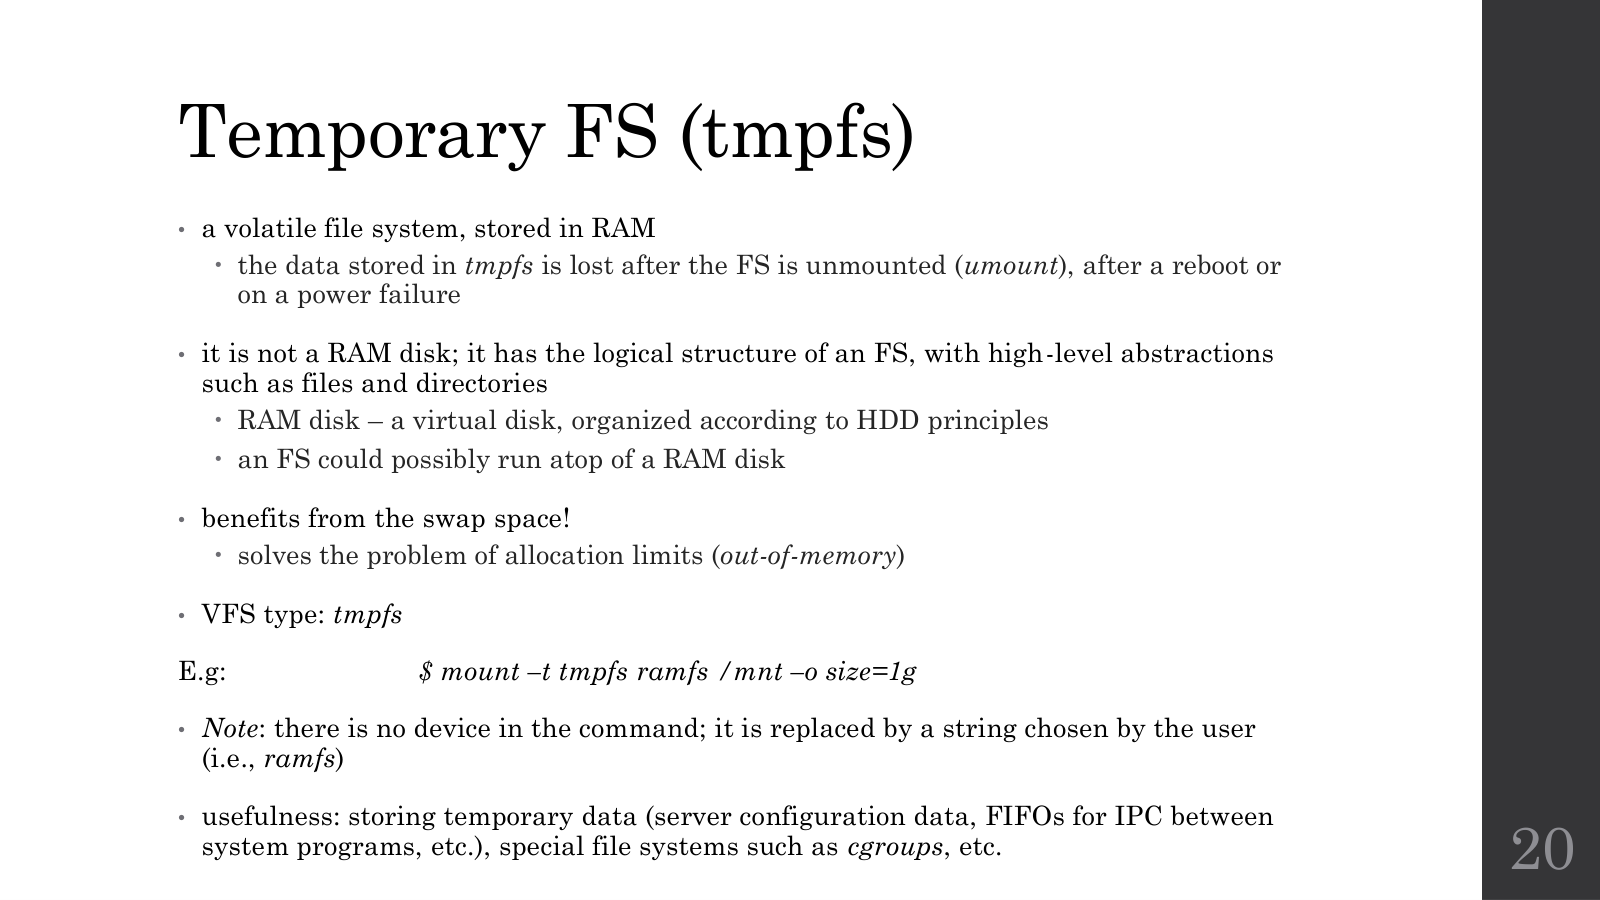 Temporary FS (tmpfs)
• a volatile file system, stored in RAM
• the data stored in tmpfs is lost after the FS is unmounted (umount), after a reboot or
on a power failure
• it is not a RAM disk; it has the logical structure of an FS, with high-level abstractions
such as files and directories
• RAM disk – a virtual disk, organized according to HDD principles
• an FS could possibly run atop of a RAM disk
• benefits from the swap space!
• solves the problem of allocation limits (out-of-memory)
• VFS type: tmpfs
E.g: $ mount –t tmpfs ramfs /mnt –o size=1g
• Note: there is no device in the command; it is replaced by a string chosen by the user
(i.e., ramfs)
• usefulness: storing temporary data (server configuration data, FIFOs for IPC between
system programs, etc.), special file systems such as cgroups, etc.
20